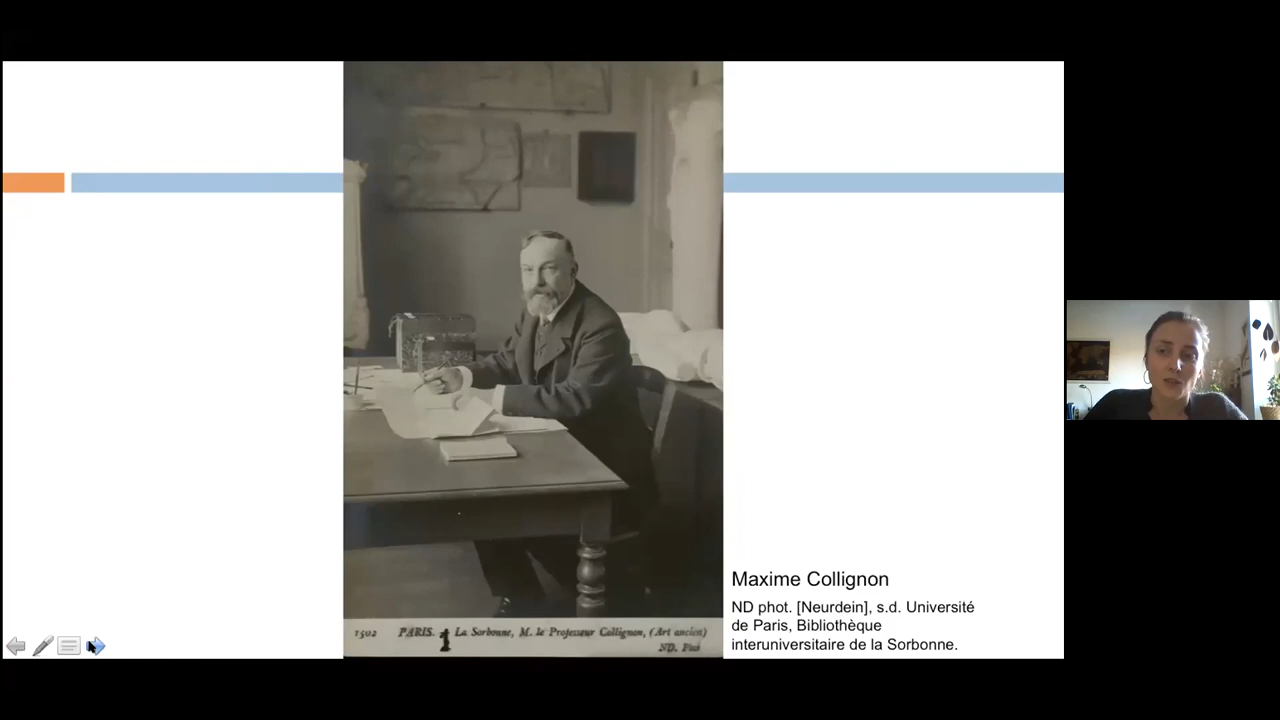 1502 PARIS. La Sorbonne, M. le Professeur Collignon, (Art ancien)
ND. Phot
Maxime Collignon
ND phot. [Neurdein], s.d. Université
de Paris, Bibliothèque
interuniversitaire de la Sorbonne.